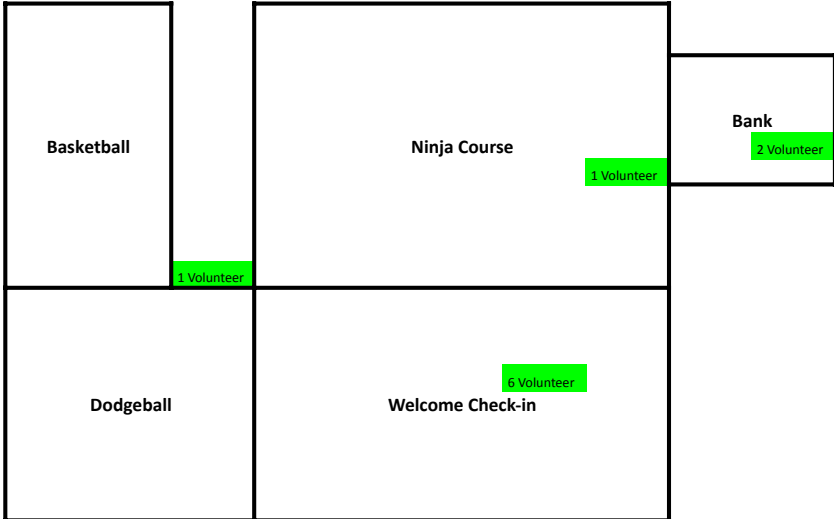 Bank
2 Volunteer
Basketball
Ninja Course
1 Volunteer
1 Volunteer
6 Volunteer
Dodgeball
Welcome Check-in